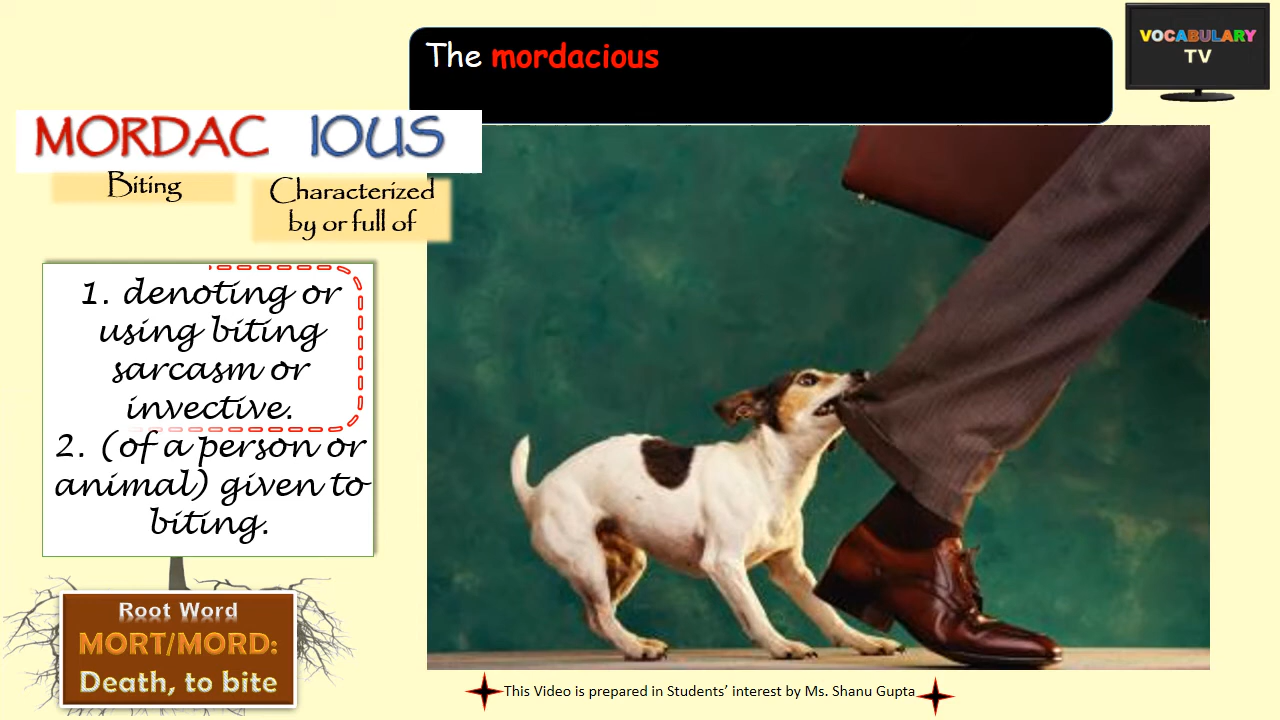 The mordacious
VOCABULARY
TV
MORDAC IOUS
Biting
Characterized
by or full of
1. denoting or
using biting
sarcasm or
invective.
2. (of a person or
animal) given to
biting.
Root Word
MORT/MORD:
Death, to bite
This Video is prepared in Students’ interest by Ms. Shanu Gupta